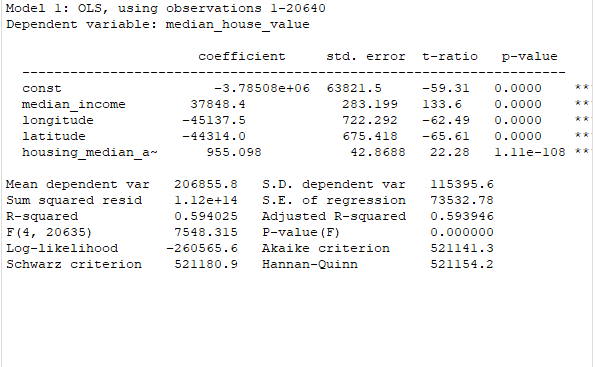 Model 1: OLS, using observations 1-20640
Dependent variable: median_house_value
coefficient std. error t-ratio p-value
------------------------------------------------------------------------
const -3.78508e+06 63821.5 -59.31 0.0000 **
median_income 37848.4 283.199 133.6 0.0000 **
longitude -45137.5 722.292 -62.49 0.0000 **
latitude -44314.0 675.418 -65.61 0.0000 **
housing_median_a~ 955.098 42.8688 22.28 1.11e-108 **
Mean dependent var 206855.8 S.D. dependent var 115395.6
Sum squared resid 1.12e+14 S.E. of regression 73532.78
R-squared 0.594025 Adjusted R-squared 0.593946
F(4, 20635) 7548.315 P-value(F) 0.000000
Log-likelihood -260565.6 Akaike criterion 521141.3
Schwarz criterion 521180.9 Hannan-Quinn 521154.2